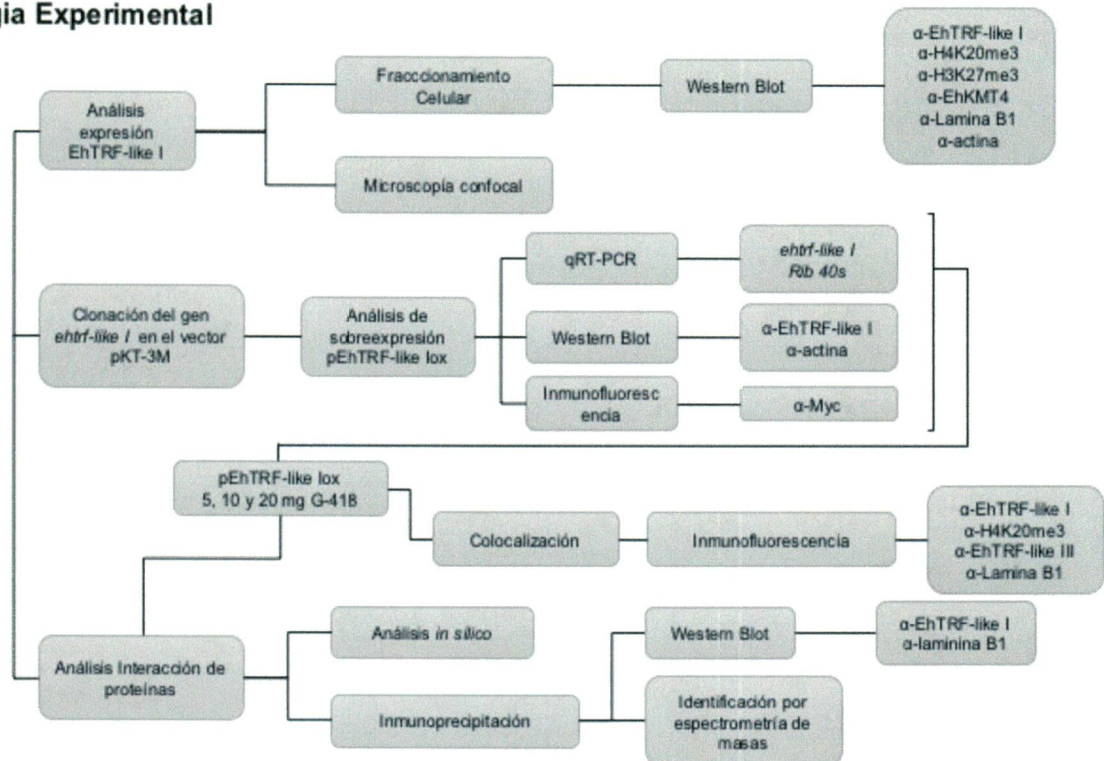 gia Experimental
Análisis
expresión
EhTRF-like I
Fracccionamiento
Celular
Western Blot
α-EhTRF-like I
α-H4K20me3
α-H3K27me3
α-EhKMT4
α-Lamina B1
α-actina
Microscopía confocal
Clonación del gen
ehtrf-like I en el vector
pKT-3M
Análisis de
sobreexpresión
pEhTRF-like Iox
qRT-PCR
ehtrf-like I
Rib 40s
Western Blot
α-EhTRF-like I
α-actina
Inmunofluoresc
encia
α-Myc
pEhTRF-like Iox
5, 10 y 20 mg G-418
Colocalización
Inmunofluorescencia
α-EhTRF-like I
α-H4K20me3
α-EhTRF-like III
α-Lamina B1
Análisis Interacción de
proteínas
Análisis in silico
Inmunoprecipitación
Western Blot
α-EhTRF-like I
α-laminina B1
Identificación por
espectrometría de
masas